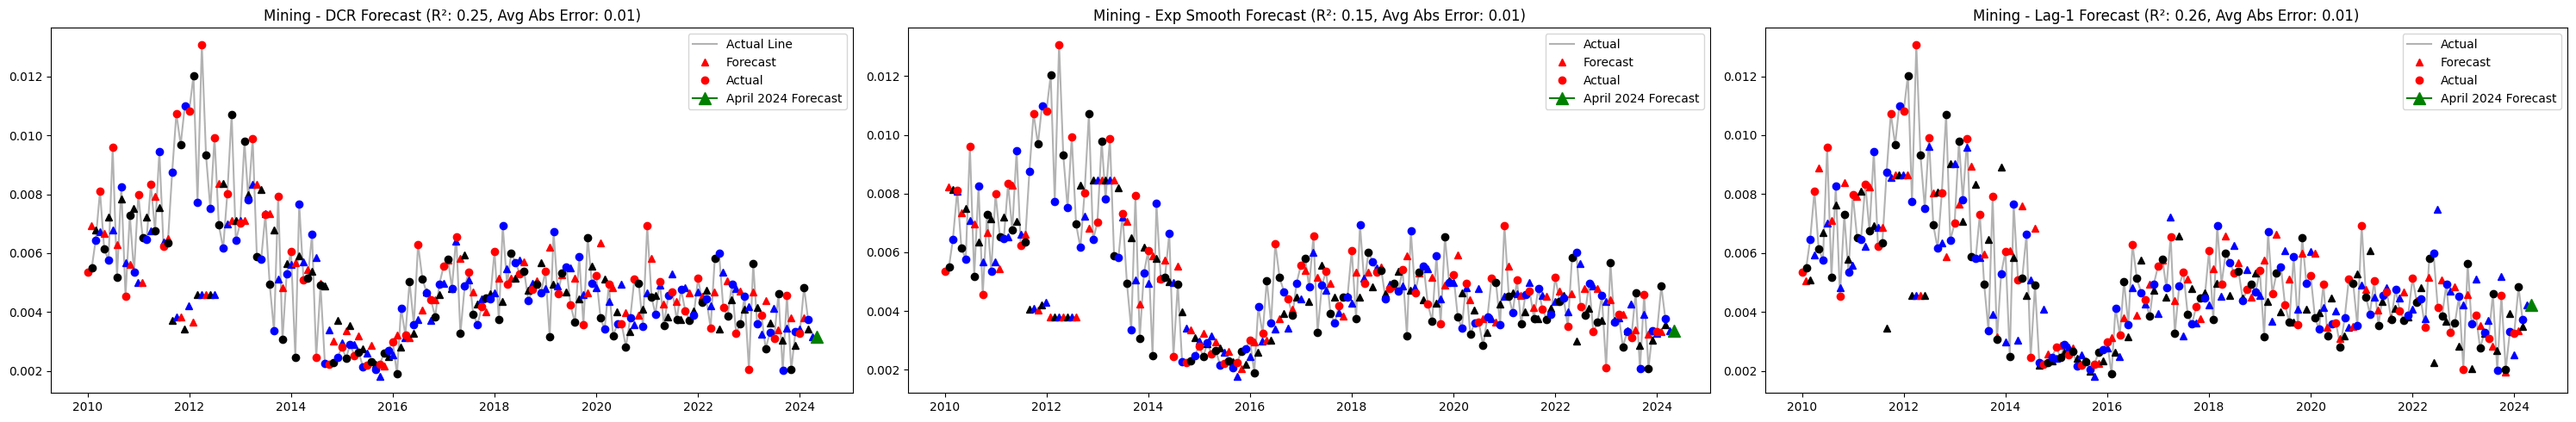 Mining - DCR Forecast (R²: 0.25, Avg Abs Error: 0.01)
Actual Line
Forecast
Actual
April 2024 Forecast
0.012
0.010
0.008
0.006
0.004
0.002
2010 2012 2014 2016 2018 2020 2022 2024
Mining - Exp Smooth Forecast (R²: 0.15, Avg Abs Error: 0.01)
Actual
Forecast
Actual
April 2024 Forecast
0.012
0.010
0.008
0.006
0.004
0.002
2010 2012 2014 2016 2018 2020 2022 2024
Mining - Lag-1 Forecast (R²: 0.26, Avg Abs Error: 0.01)
Actual
Forecast
Actual
April 2024 Forecast
0.012
0.010
0.008
0.006
0.004
0.002
2010 2012 2014 2016 2018 2020 2022 2024